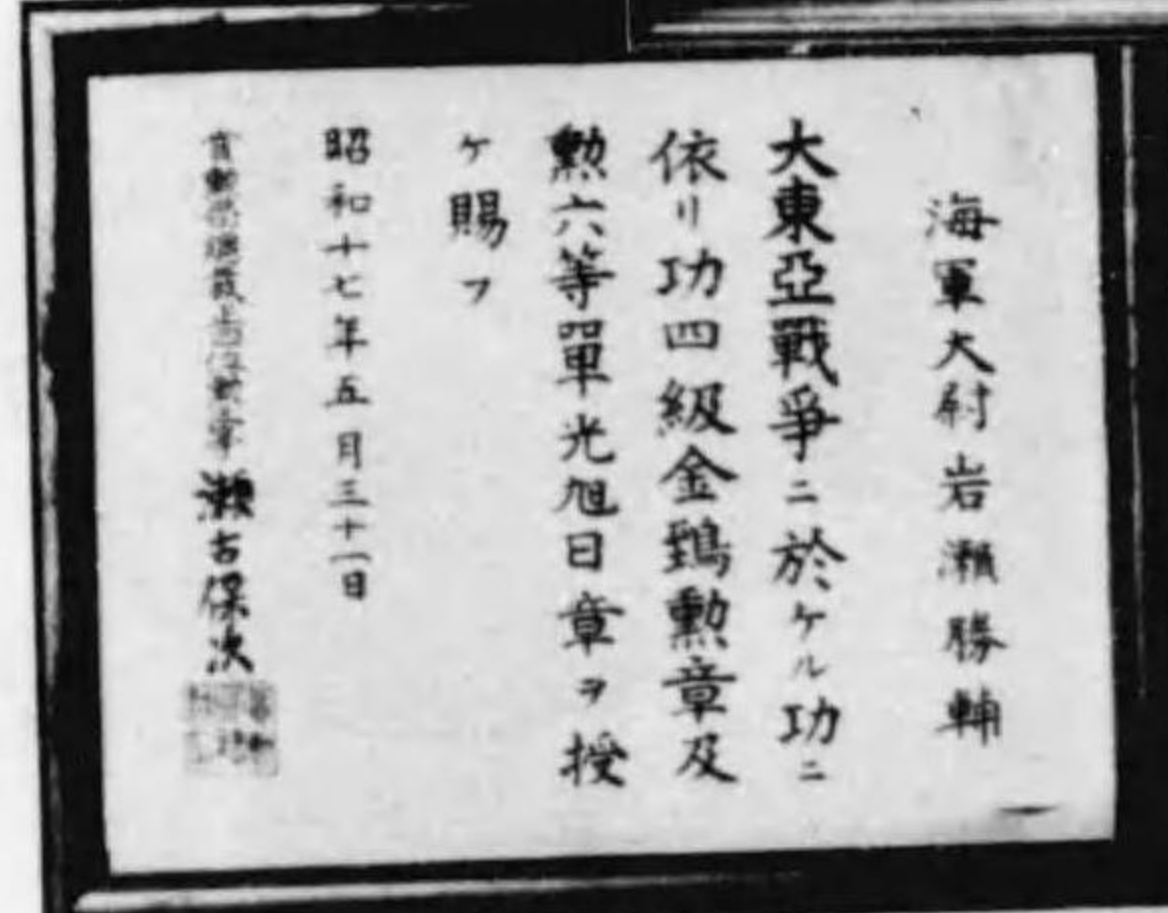 海軍大尉岩瀬勝輔
大東亞戰爭ニ於ケル功ニ
依リ功四級金鵄勲章及
勲六等單光旭日章ヲ授
ケ賜フ
昭和十七年五月三十一日
瀬古保次